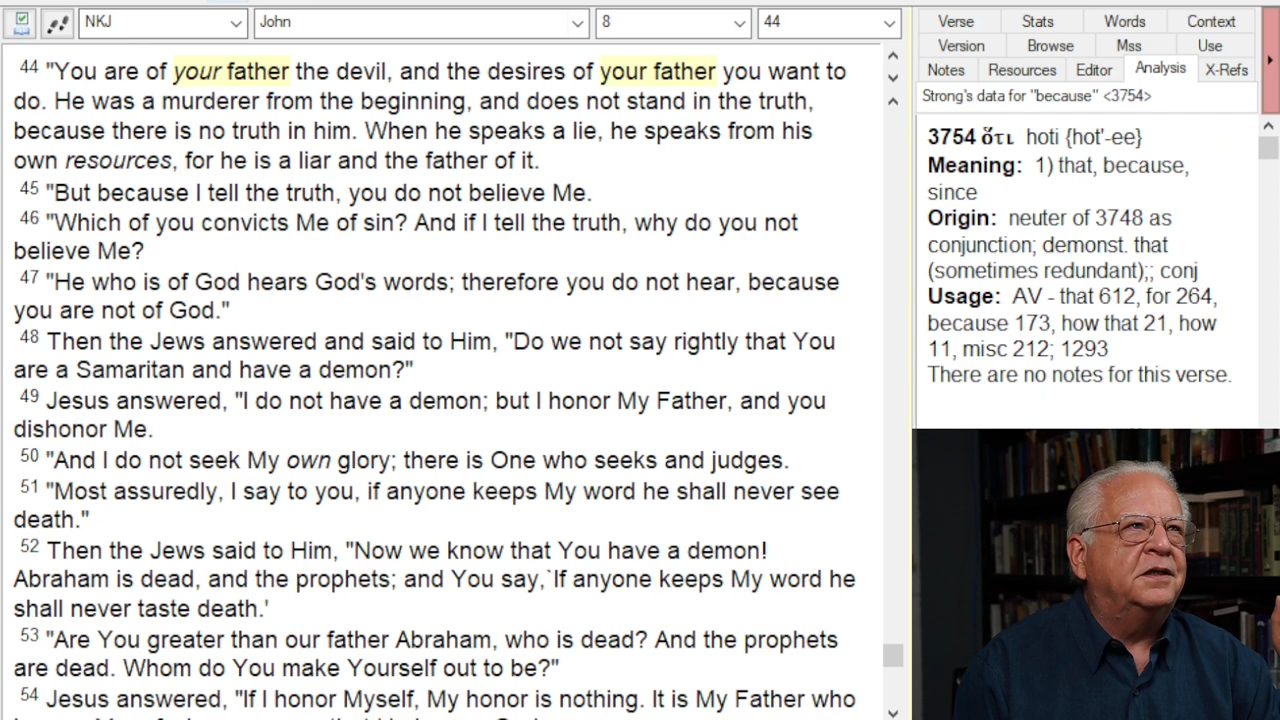 NKJ John 8 44
44 "You are of your father the devil, and the desires of your father you want to
do. He was a murderer from the beginning, and does not stand in the truth,
because there is no truth in him. When he speaks a lie, he speaks from his
own resources, for he is a liar and the father of it.
45 "But because I tell the truth, you do not believe Me.
46 "Which of you convicts Me of sin? And if I tell the truth, why do you not
believe Me?
47 "He who is of God hears God's words; therefore you do not hear, because
you are not of God."
48 Then the Jews answered and said to Him, "Do we not say rightly that You
are a Samaritan and have a demon?"
49 Jesus answered, "I do not have a demon; but I honor My Father, and you
dishonor Me.
50 "And I do not seek My own glory; there is One who seeks and judges.
51 "Most assuredly, I say to you, if anyone keeps My word he shall never see
death."
52 Then the Jews said to Him, "Now we know that You have a demon!
Abraham is dead, and the prophets; and You say,`If anyone keeps My word he
shall never taste death.'
53 "Are You greater than our father Abraham, who is dead? And the prophets
are dead. Whom do You make Yourself out to be?"
54 Jesus answered, "If I honor Myself, My honor is nothing. It is My Father who
Verse Stats Words Context
Version Browse Mss Use
Notes Resources Editor Analysis X-Refs
Strong's data for "because" <3754>
3754 ὅτι hoti {hot'-ee}
Meaning: 1) that, because,
since
Origin: neuter of 3748 as
conjunction; demonst. that
(sometimes redundant);; conj
Usage: AV - that 612, for 264,
because 173, how that 21, how
11, misc 212; 1293
There are no notes for this verse.